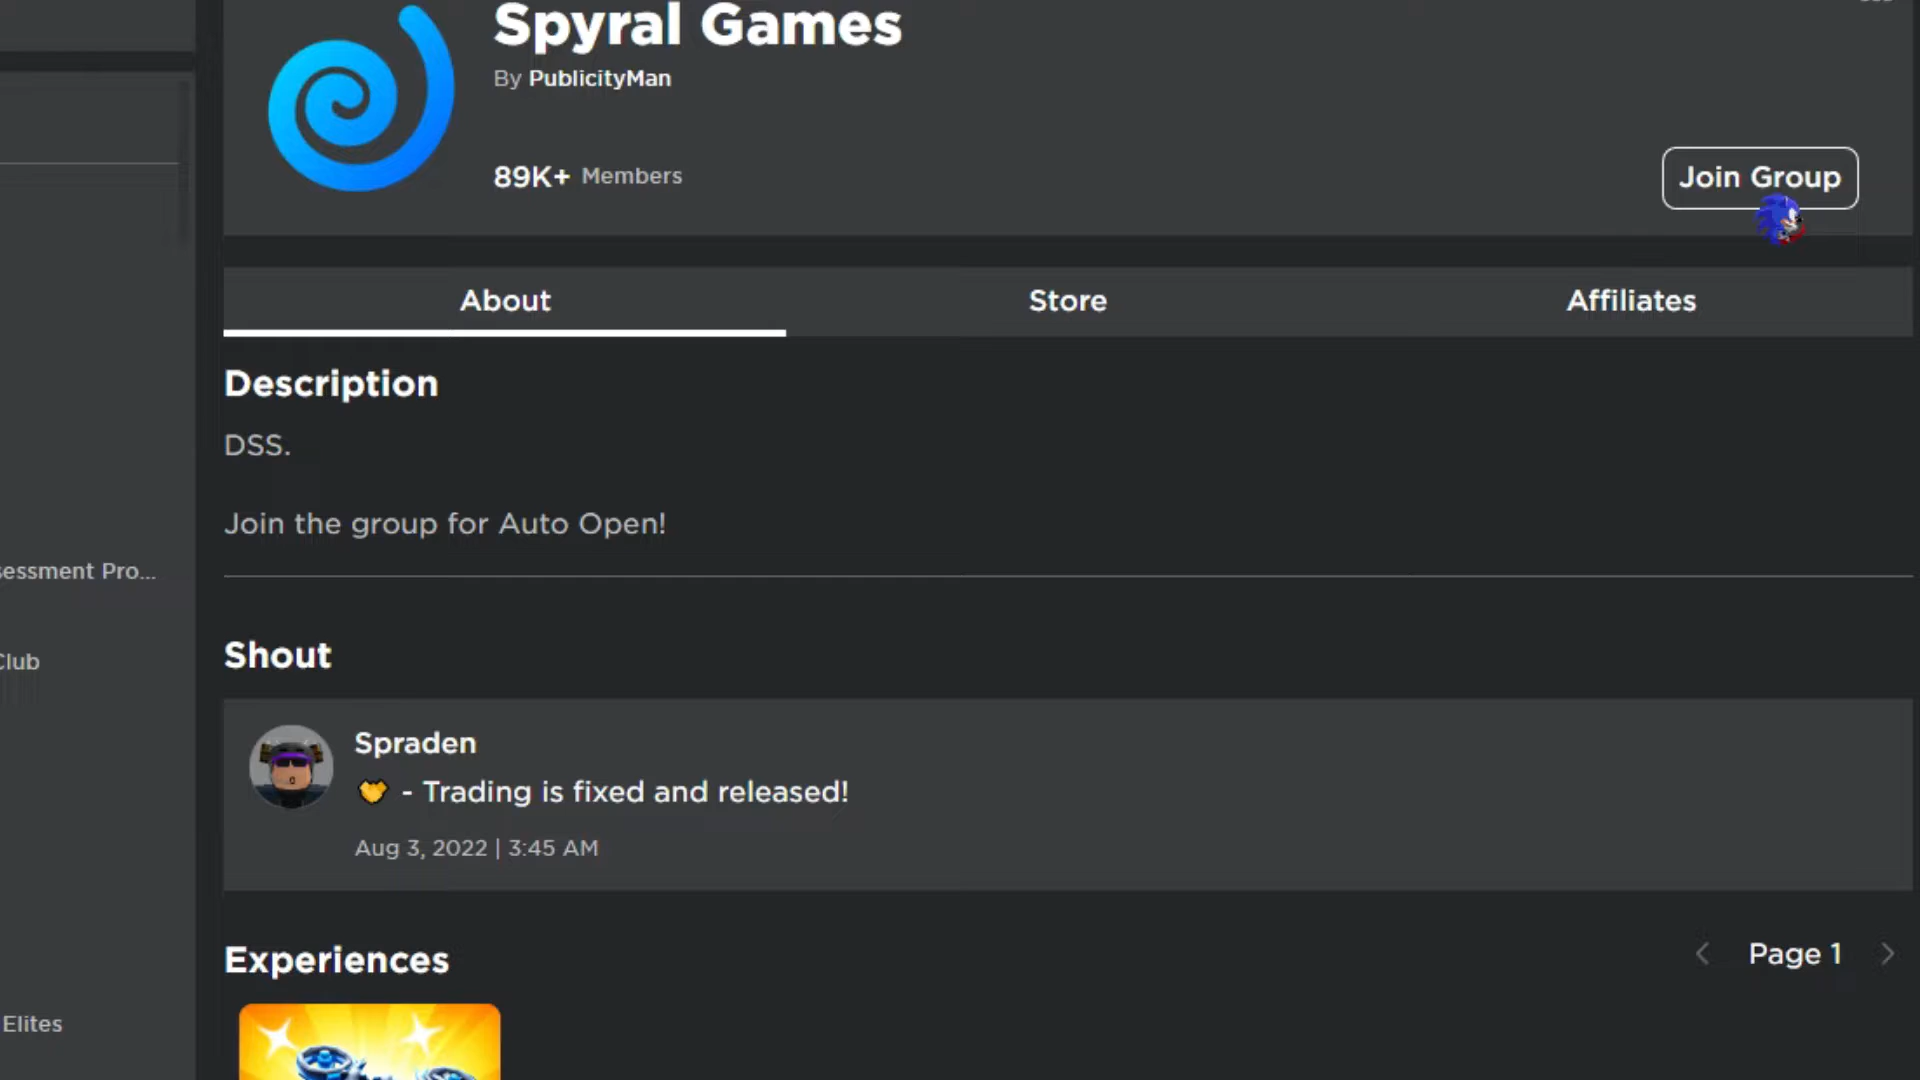 Spyral Games
By PublicityMan
89K+ Members
Join Group
About
Store
Affiliates
Description
DSS.
Join the group for Auto Open!
sessment Pro...
Shout
Club
Spraden
- Trading is fixed and released!
Aug 3, 2022 | 3:45 AM
Experiences
Page 1
Elites